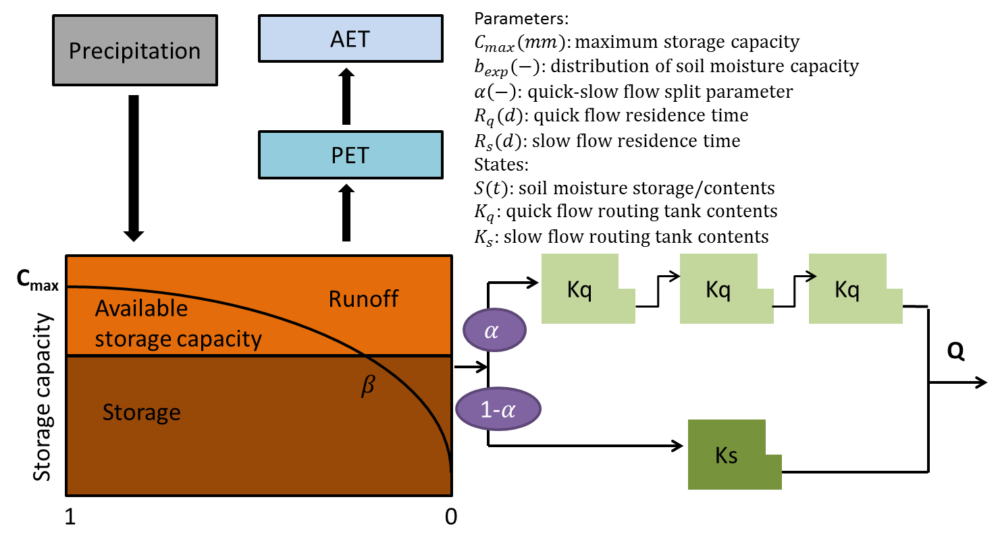 Precipitation
AET
PET
Parameters:
C_max(mm): maximum storage capacity
b_exp(−): distribution of soil moisture capacity
α(−): quick-slow flow split parameter
R_q(d): quick flow residence time
R_s(d): slow flow residence time
States:
S(t): soil moisture storage/contents
K_q: quick flow routing tank contents
K_s: slow flow routing tank contents
C_max
Storage capacity
Available
storage capacity
Runoff
Storage
β
1
0
α
1-α
Kq
Kq
Kq
Ks
Q